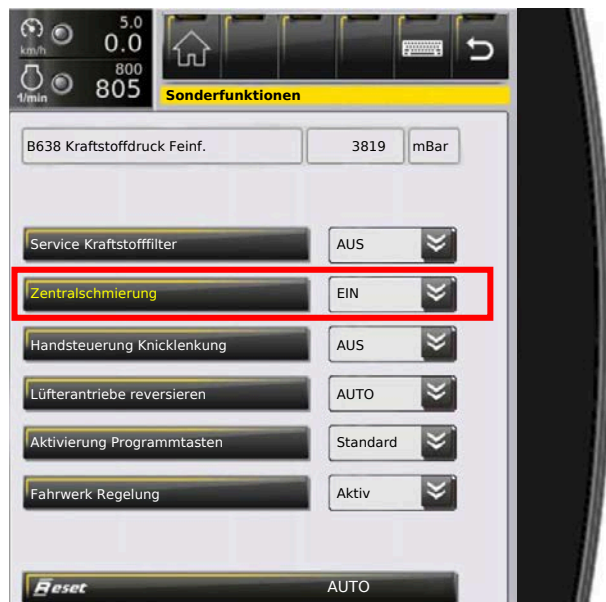 km/h
5.0
0.0
1/min
800
805
Sonderfunktionen
B638 Kraftstoffdruck Feinf. 3819 mBar
Service Kraftstofffilter AUS
Zentralschmierung EIN
Handsteuerung Knicklenkung AUS
Lüfterantriebe reversieren AUTO
Aktivierung Programmtasten Standard
Fahrwerk Regelung Aktiv
Reset AUTO